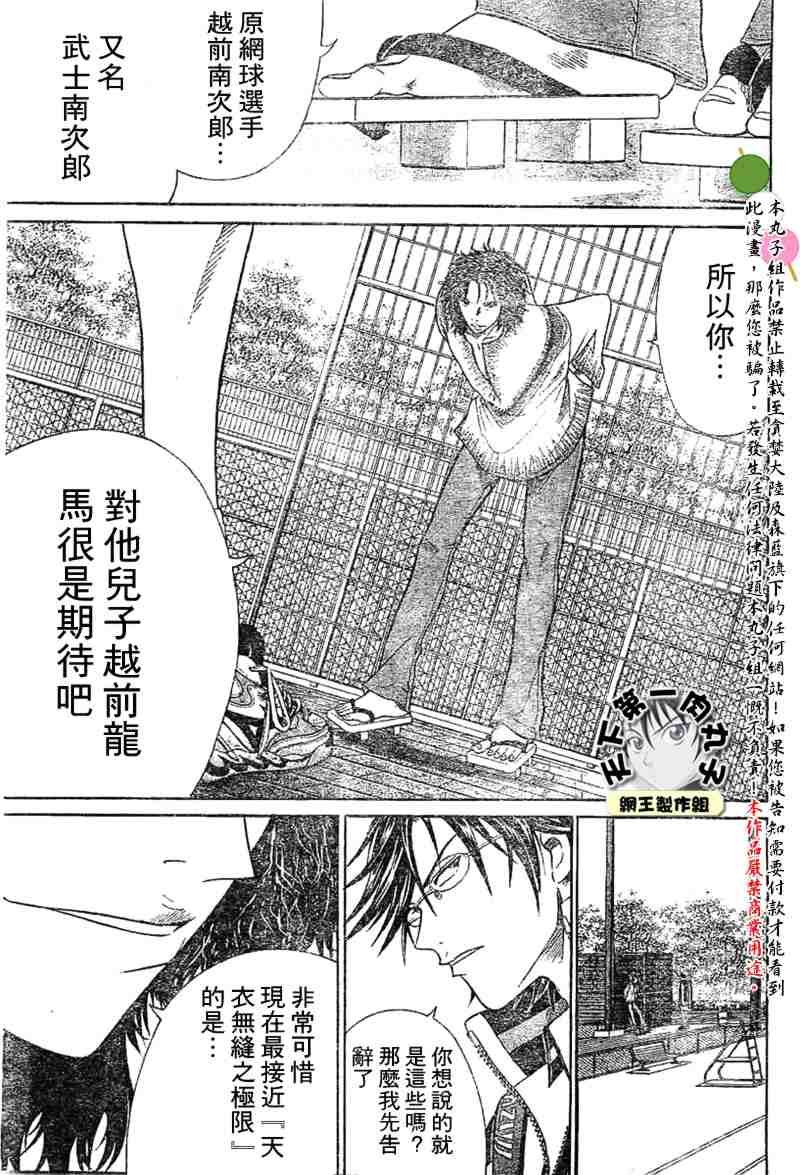 原網球選手
越前南次郎…
又名
武士南次郎
所以你…
對他兒子越前龍
馬很是期待吧
你想說的就
是這些嗎？
那麼我先告
辭了
非常可惜
現在最接近『天
衣無縫之極限』
的是…
本丸子組作品禁止轉載至貪婪大陸及森藍旗下的任何網站！如果您被告知需要付款才能看到
此漫畫，那麼您被騙了。若發生任何法律問題本丸子組一慨不負責！本作品嚴禁商業用途。
天下第一肉丸子
網王製作組